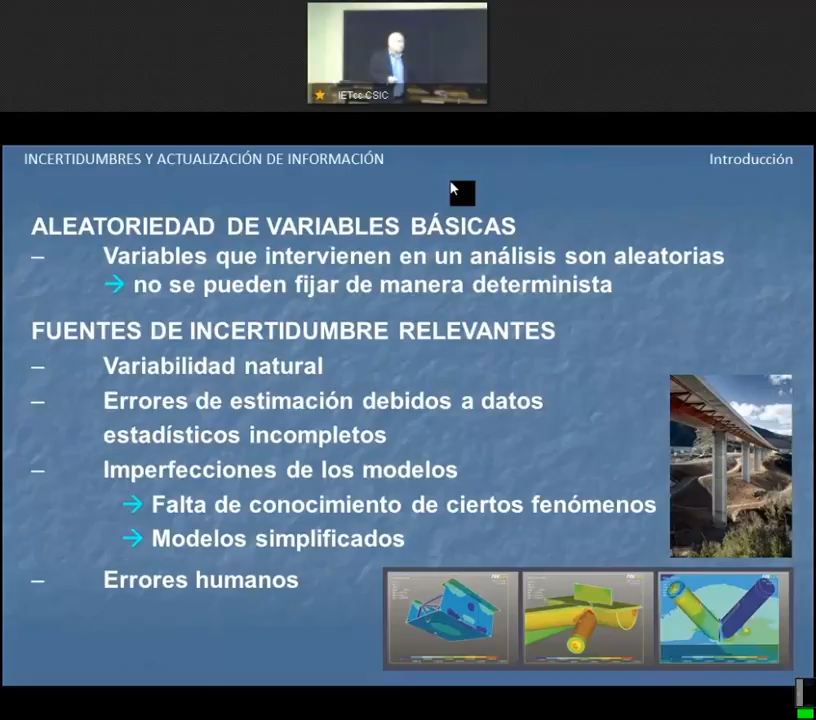 IETcc CSIC
INCERTIDUMBRES Y ACTUALIZACIÓN DE INFORMACIÓN
Introducción
ALEATORIEDAD DE VARIABLES BÁSICAS
– Variables que intervienen en un análisis son aleatorias
→ no se pueden fijar de manera determinista
FUENTES DE INCERTIDUMBRE RELEVANTES
– Variabilidad natural
– Errores de estimación debidos a datos
estadísticos incompletos
– Imperfecciones de los modelos
→ Falta de conocimiento de ciertos fenómenos
→ Modelos simplificados
– Errores humanos